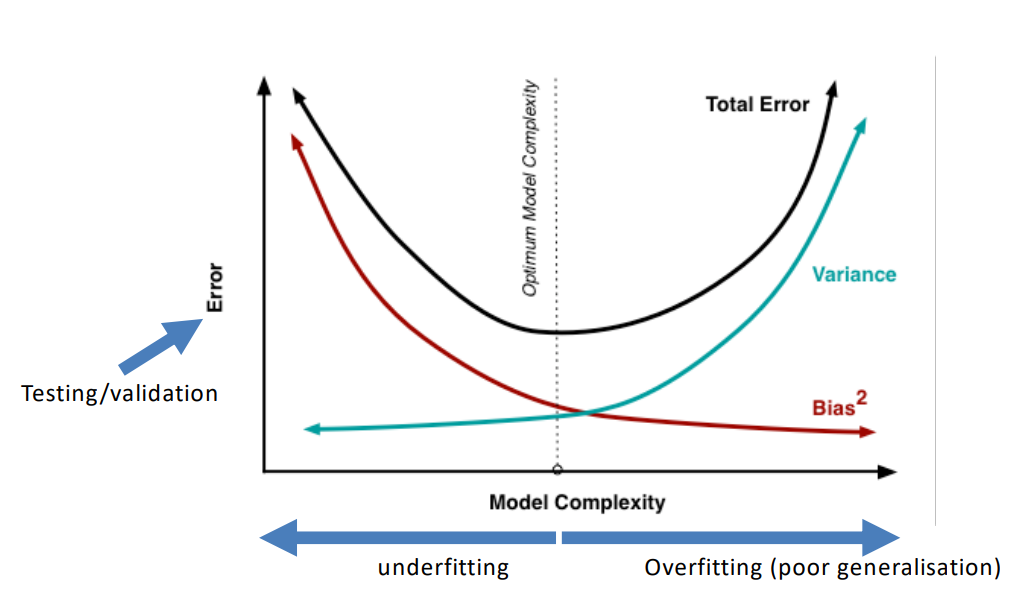 Total Error
Optimum Model Complexity
Variance
Error
Testing/validation
Bias²
Model Complexity
underfitting
Overfitting (poor generalisation)